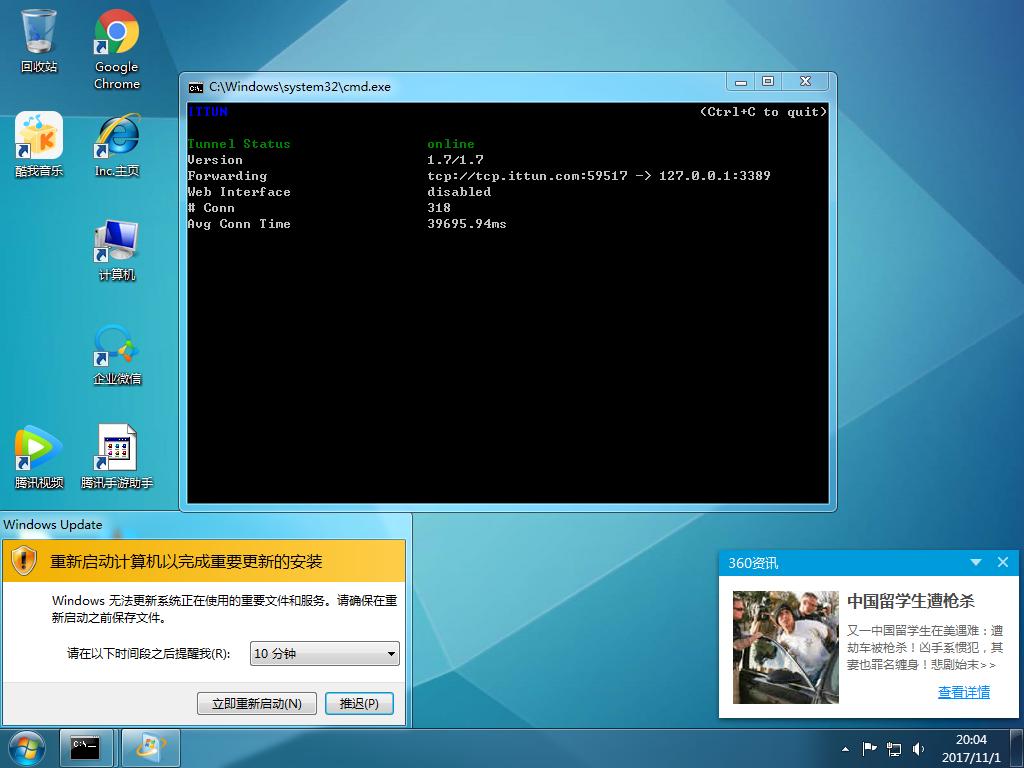 回收站
Google
Chrome
酷我音乐
Inc.主页
计算机
企业微信
腾讯视频
腾讯手游助手
C:\Windows\system32\cmd.exe
ITTUN (Ctrl+C to quit)
Tunnel Status online
Version 1.7/1.7
Forwarding tcp://tcp.ittun.com:59517 -> 127.0.0.1:3389
Web Interface disabled
# Conn 318
Avg Conn Time 39695.94ms
Windows Update
重新启动计算机以完成重要更新的安装
Windows 无法更新系统正在使用的重要文件和服务。请确保在重
新启动之前保存文件。
请在以下时间段之后提醒我(R): 10 分钟
立即重新启动(N) 推迟(P)
360资讯
中国留学生遭枪杀
又一中国留学生在美遇难：遭
劫车被枪杀！凶手系惯犯，其
妻也罪名缠身！悲剧始末>>
查看详情
C:\_
20:04
2017/11/1